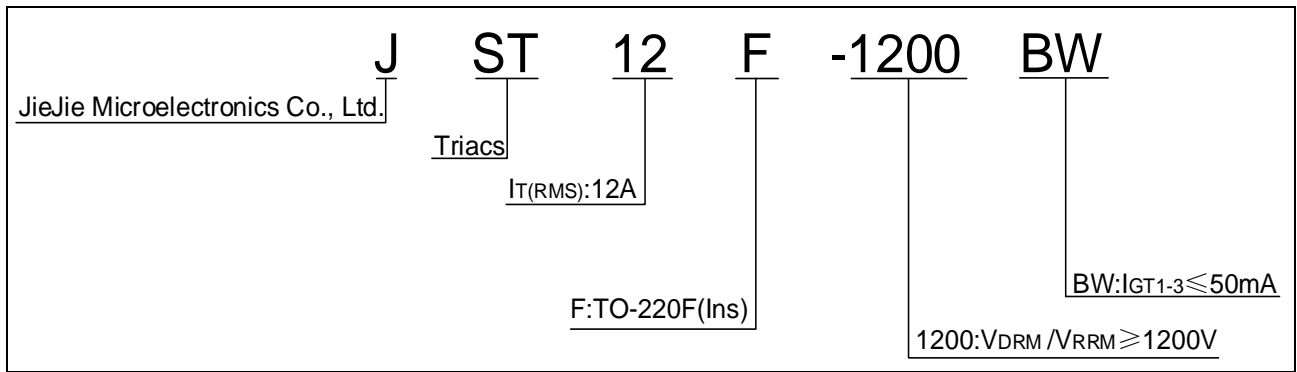 J ST 12 F -1200 BW
JieJie Microelectronics Co., Ltd.
Triacs
IT(RMS):12A
BW:IGT1-3≤50mA
F:TO-220F(Ins)
1200:VDRM /VRRM≥1200V